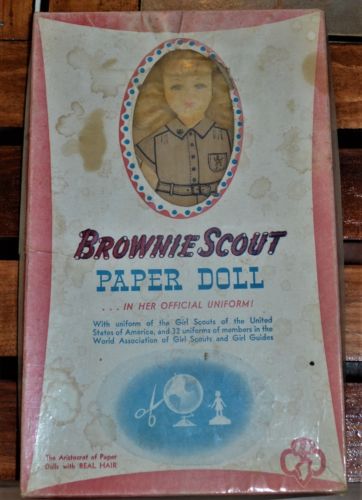 BROWNIE SCOUT
PAPER DOLL
. . . IN HER OFFICIAL UNIFORM!
With uniform of the Girl Scouts of the United
States of America, and 32 uniforms of members in the
World Association of Girl Scouts and Girl Guides
The Aristocrat of Paper
Dolls with REAL HAIR